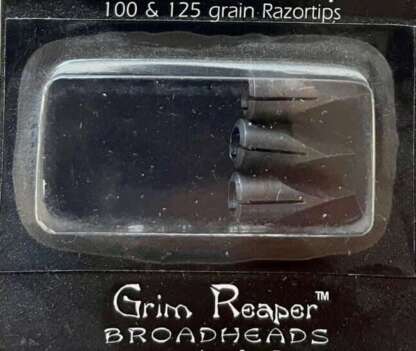 100 & 125 grain Razortips
Grim Reaper™
BROADHEADS